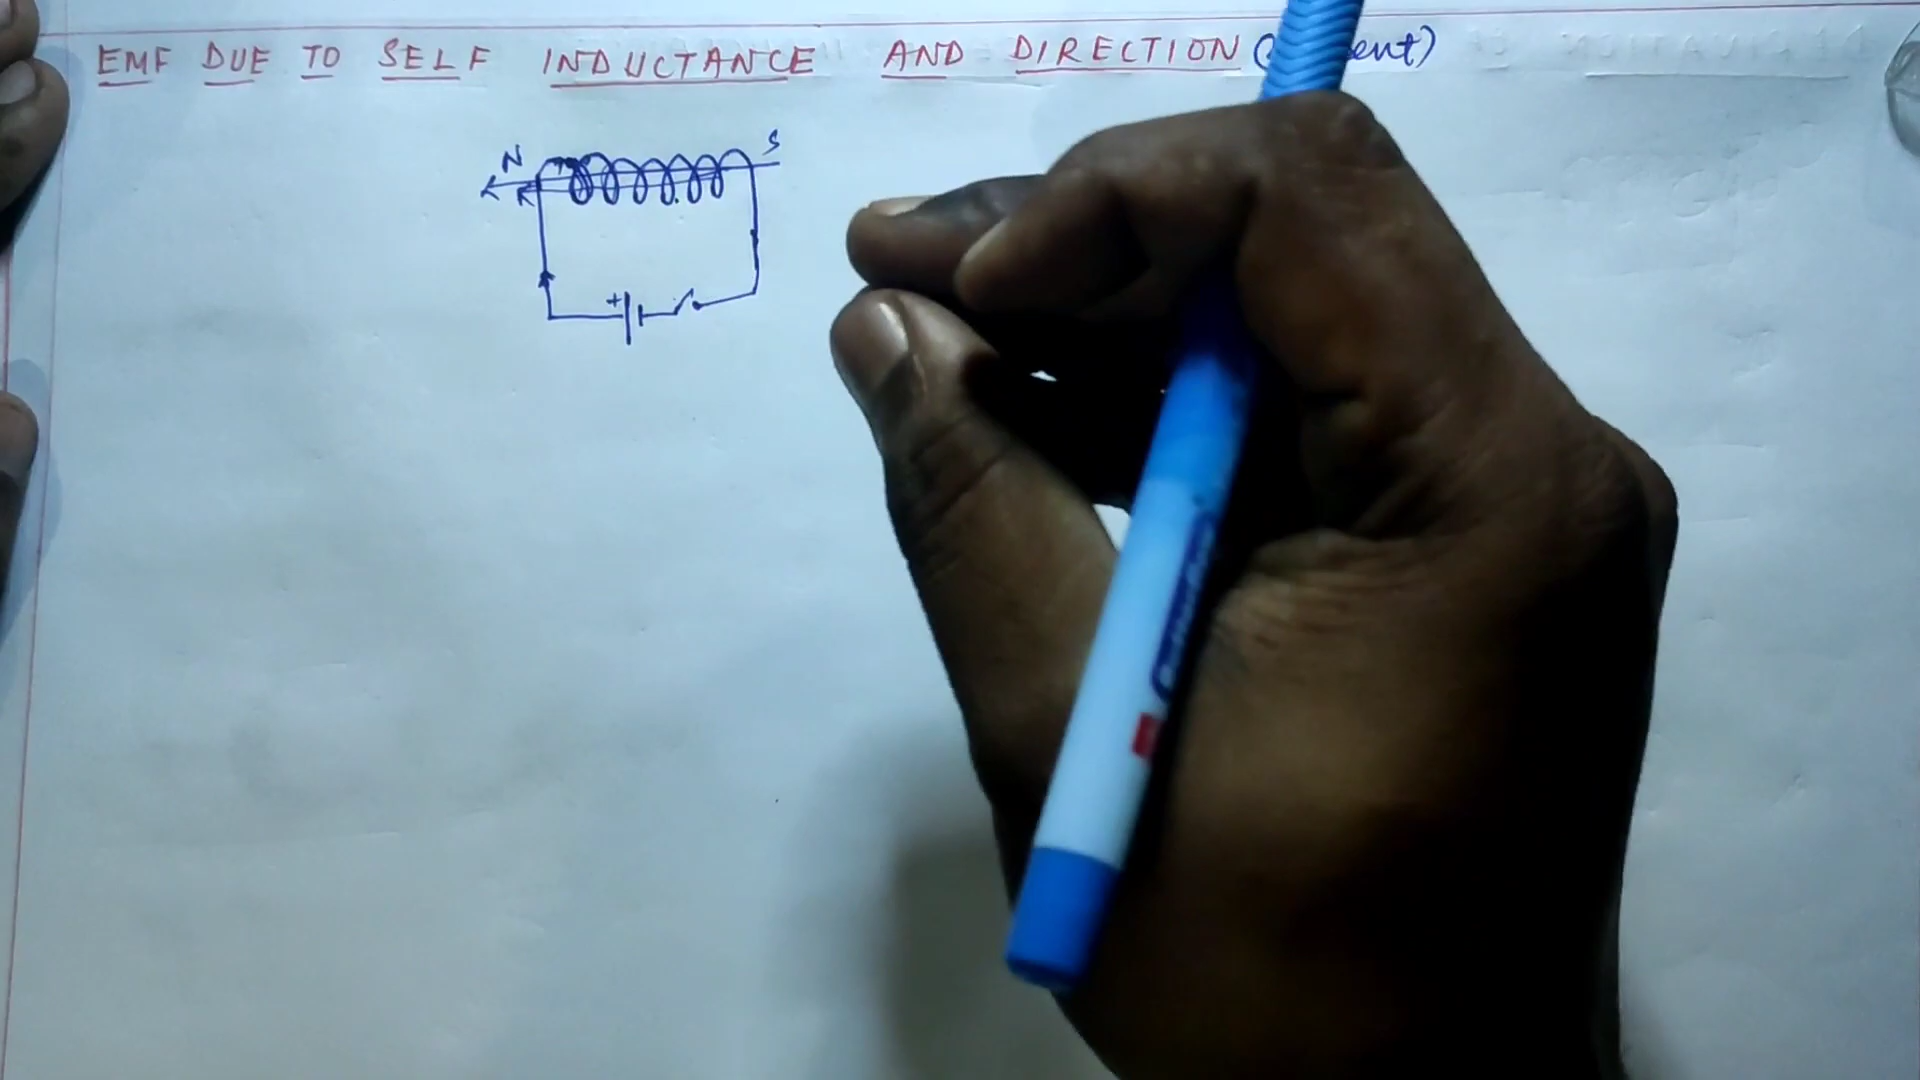 EMF DUE TO SELF INDUCTANCE AND DIRECTION
N S
+